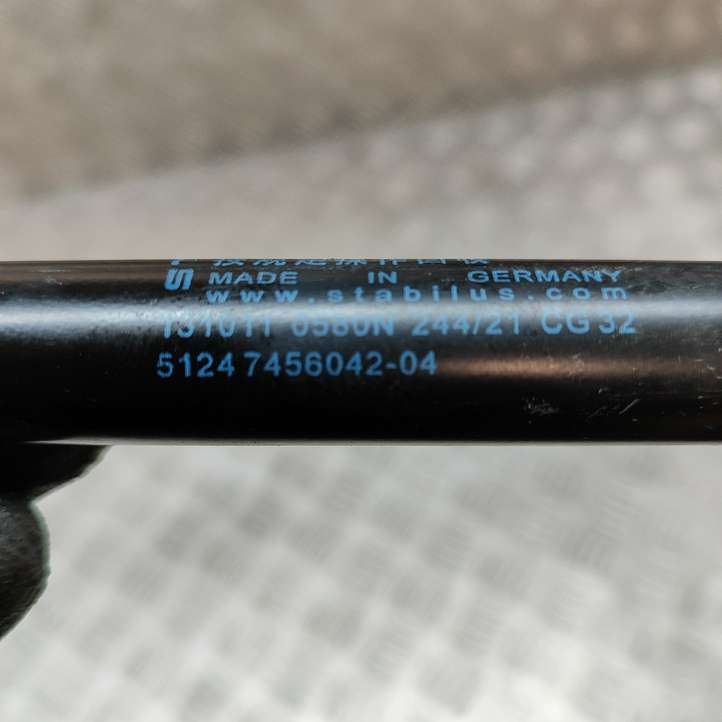 MADE IN GERMANY
www.stabilus.com
131011 0580N 244/21 CG 32
51247456042-04